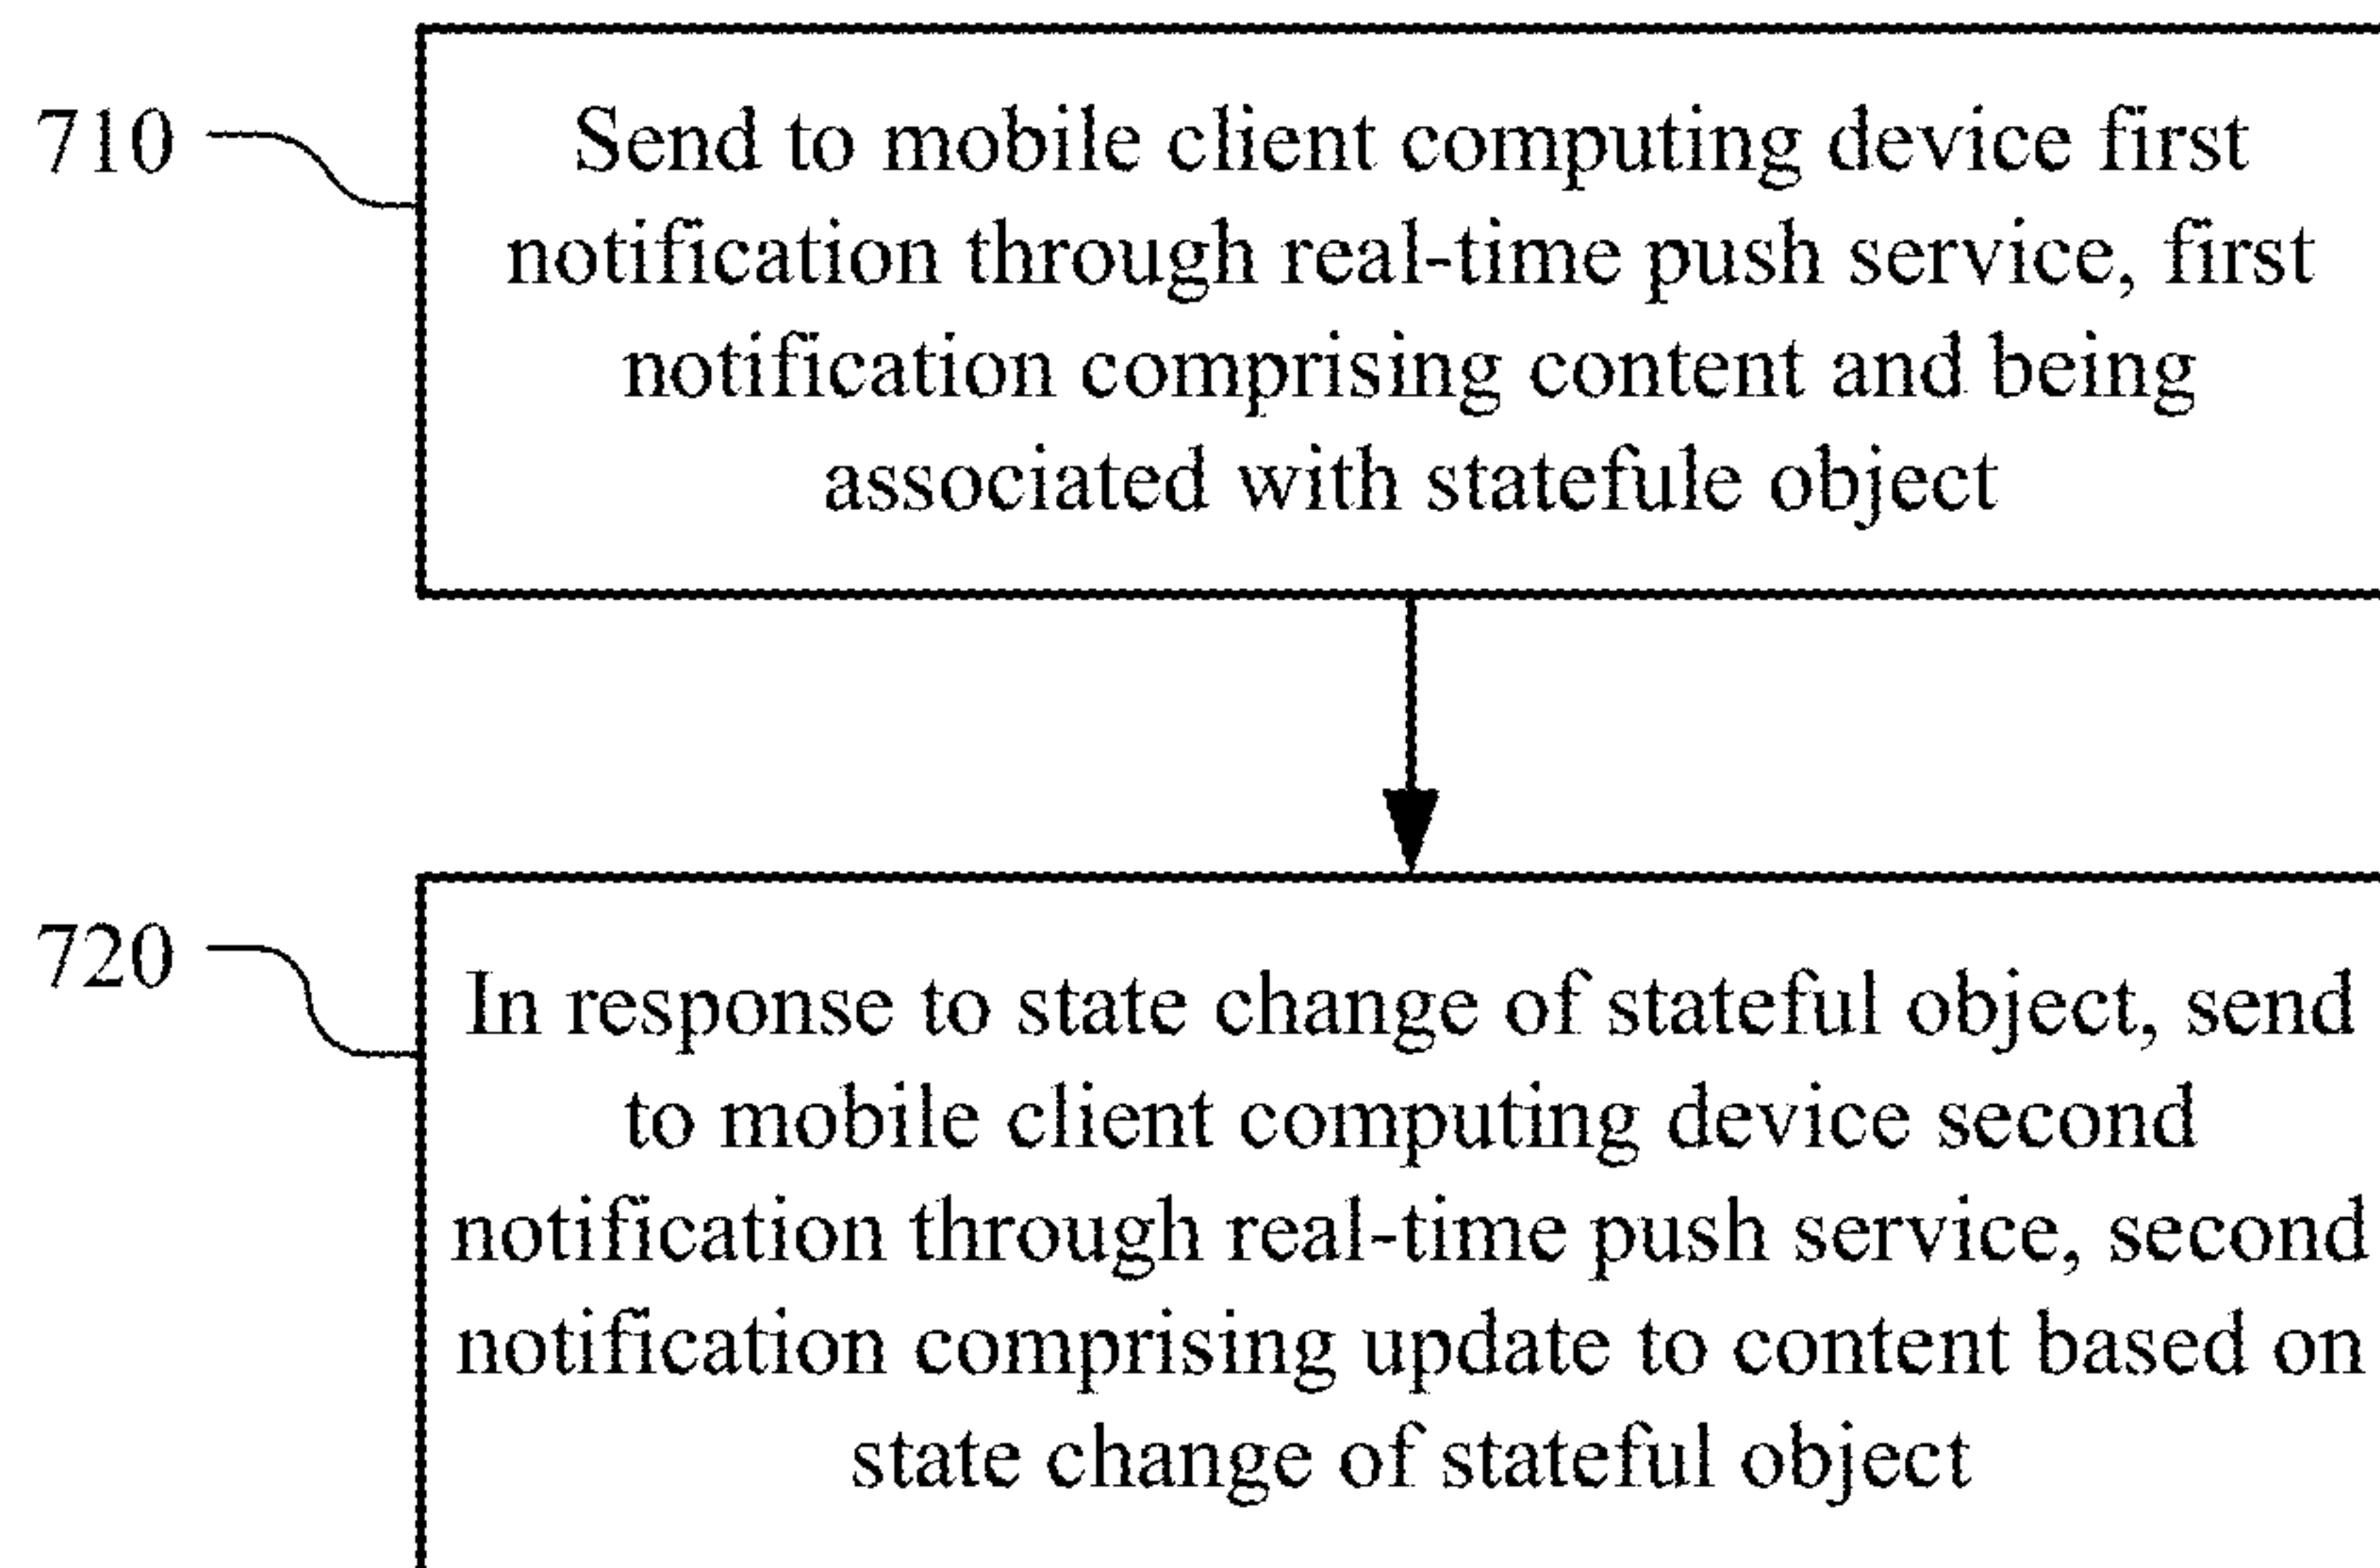 710
Send to mobile client computing device first
notification through real-time push service, first
notification comprising content and being
associated with statefule object
720
In response to state change of stateful object, send
to mobile client computing device second
notification through real-time push service, second
notification comprising update to content based on
state change of stateful object